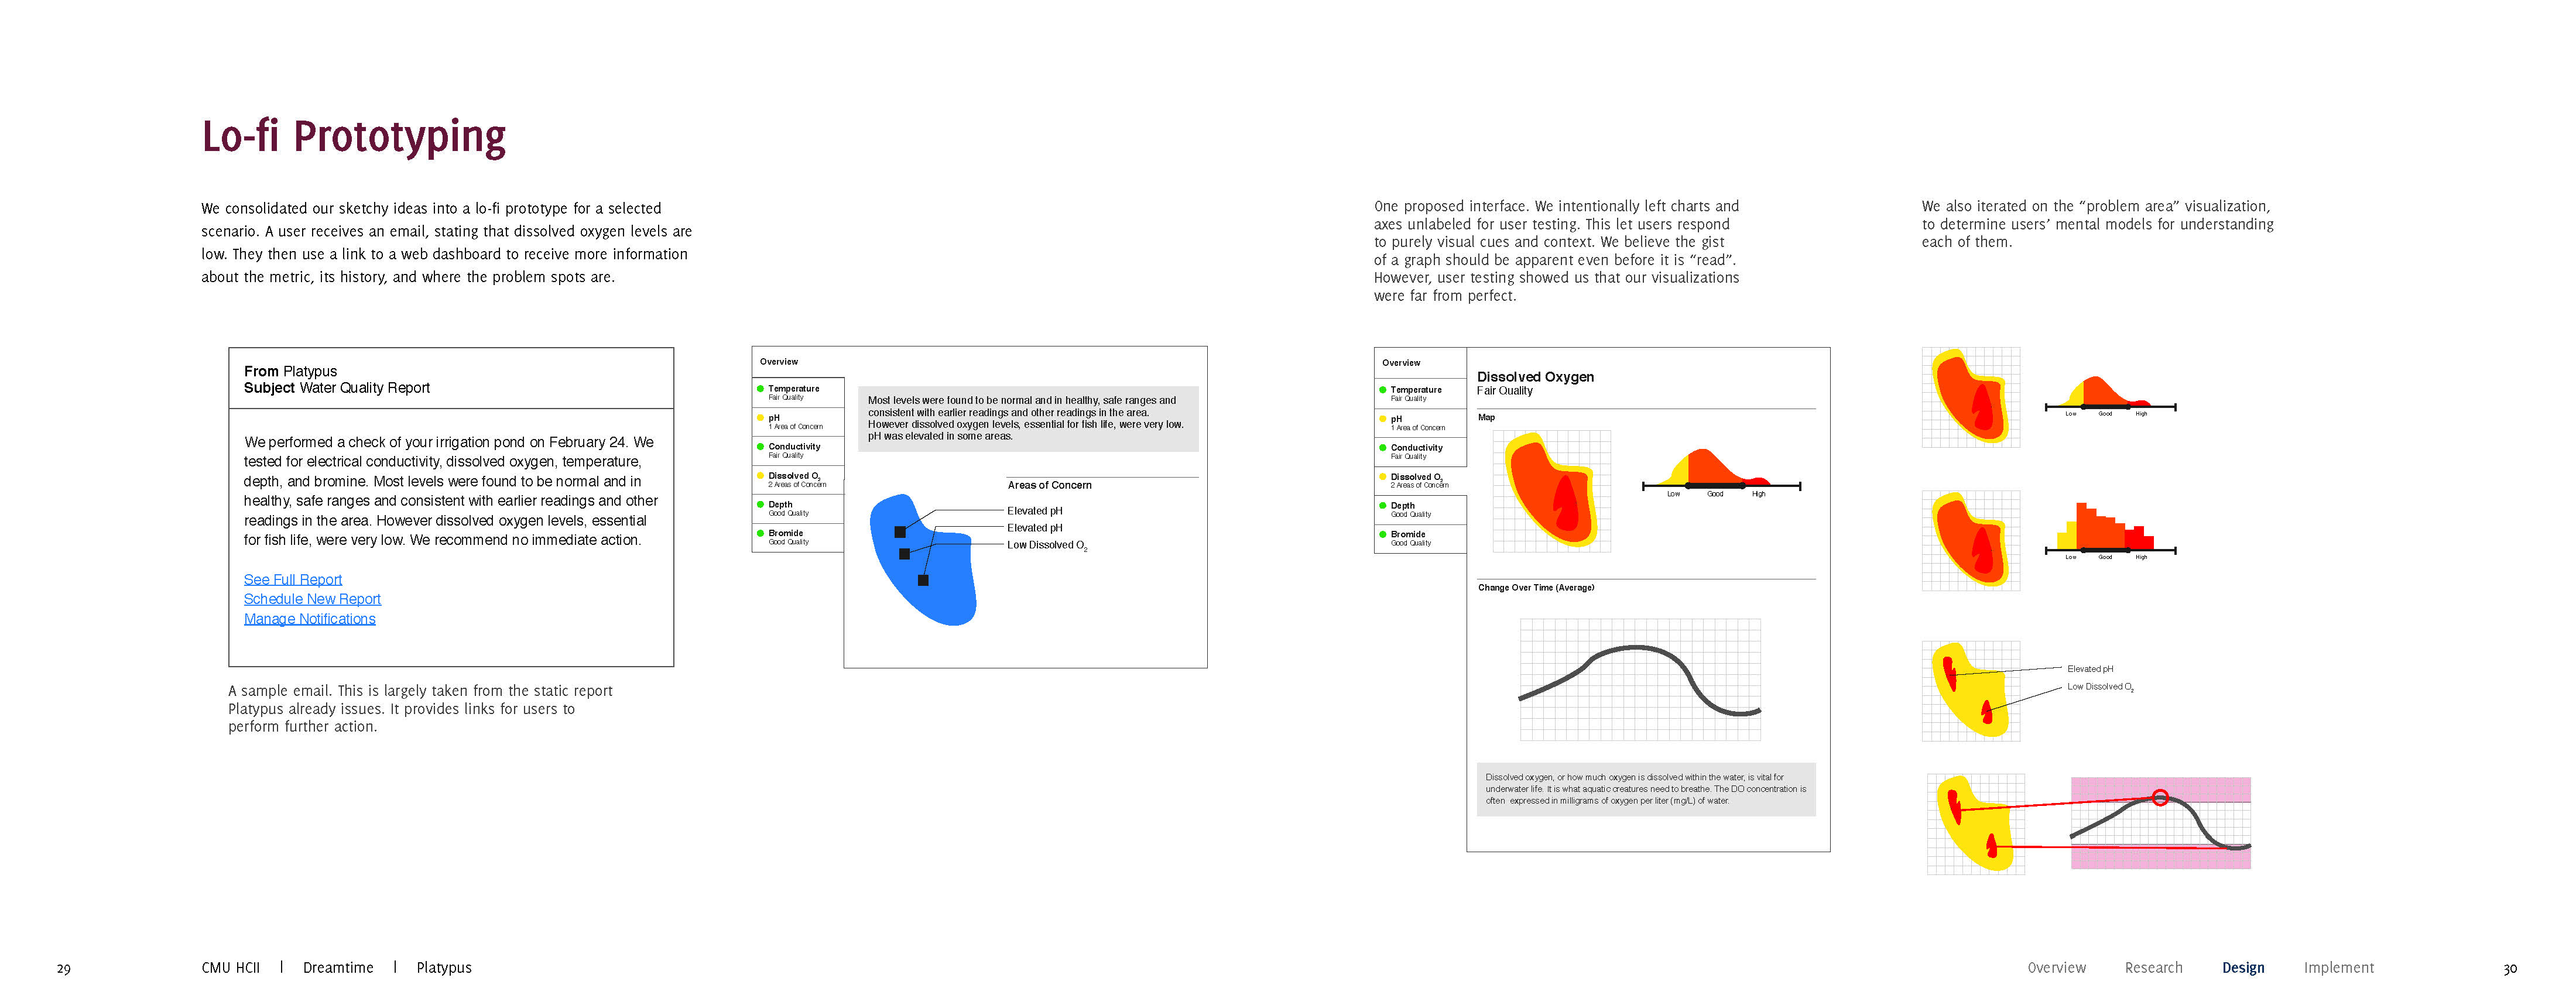 Lo-fi Prototyping
We consolidated our sketchy ideas into a lo-fi prototype for a selected
scenario. A user receives an email, stating that dissolved oxygen levels are
low. They then use a link to a web dashboard to receive more information
about the metric, its history, and where the problem spots are.
From Platypus
Subject Water Quality Report
We performed a check of your irrigation pond on February 24. We
tested for electrical conductivity, dissolved oxygen, temperature,
depth, and bromine. Most levels were found to be normal and in
healthy, safe ranges and consistent with earlier readings and other
readings in the area. However dissolved oxygen levels, essential
for fish life, were very low. We recommend no immediate action.
See Full Report
Schedule New Report
Manage Notifications
A sample email. This is largely taken from the static report
Platypus already issues. It provides links for users to
perform further action.
Overview
Temperature
Fair Quality
pH
1 Area of Concern
Conductivity
Fair Quality
Dissolved O2
2 Areas of Concern
Depth
Good Quality
Bromide
Good Quality
Most levels were found to be normal and in healthy, safe ranges and
consistent with earlier readings and other readings in the area.
However dissolved oxygen levels, essential for fish life, were very low.
pH was elevated in some areas.
Areas of Concern
Elevated pH
Elevated pH
Low Dissolved O2
One proposed interface. We intentionally left charts and
axes unlabeled for user testing. This let users respond
to purely visual cues and context. We believe the gist
of a graph should be apparent even before it is “read”.
However, user testing showed us that our visualizations
were far from perfect.
Overview
Temperature
Fair Quality
pH
1 Area of Concern
Conductivity
Fair Quality
Dissolved O2
2 Areas of Concern
Depth
Good Quality
Bromide
Good Quality
Dissolved Oxygen
Fair Quality
Map
Low Good High
Change Over Time (Average)
Dissolved oxygen, or how much oxygen is dissolved within the water, is vital for
underwater life. It is what aquatic creatures need to breathe. The DO concentration is
often expressed in milligrams of oxygen per liter (mg/L) of water.
We also iterated on the “problem area” visualization,
to determine users’ mental models for understanding
each of them.
Low Good High
Low Good High
Elevated pH
Low Dissolved O2
29
CMU HCII | Dreamtime | Platypus
Overview Research Design Implement
30